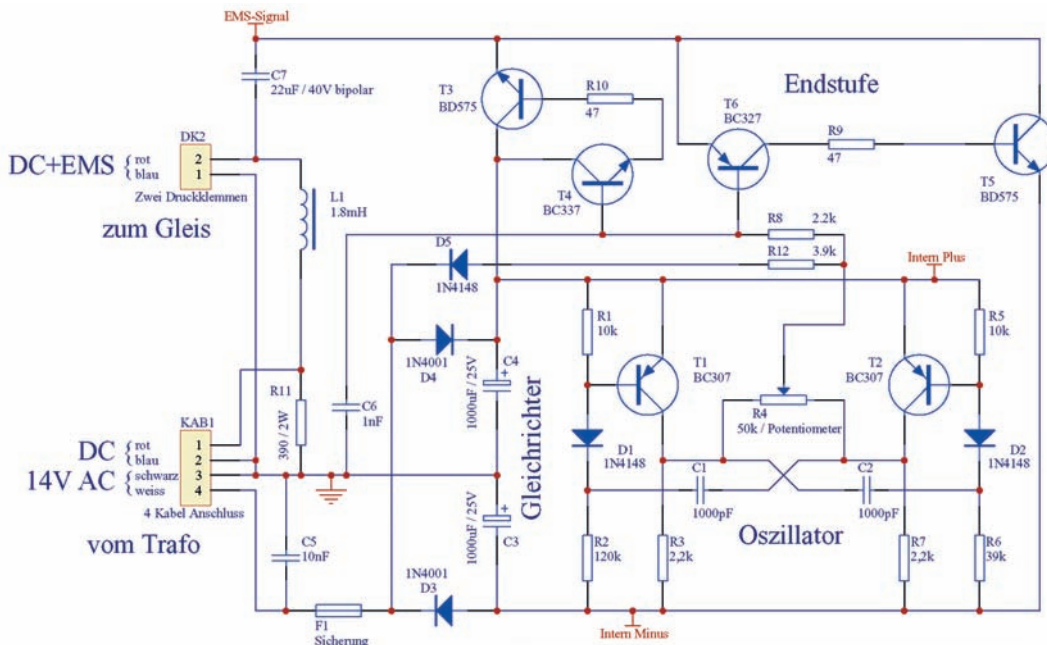 EMS-Signal
C7
22uF / 40V bipolar
T3
BD575
R10
47
T6
BC327
Endstufe
R9
47
T5
BD575
DK2
DC+EMS { rot
{ blau
2
1
Zwei Druckklemmen
zum Gleis
L1
1.8mH
T4
BC337
R8 2.2k
R12 3.9k
D5
1N4148
Intern Plus
R1
10k
R5
10k
1N4001
D4
C4
1000uF / 25V
T1
BC307
T2
BC307
R4
50k / Potentiometer
R11
390 / 2W
C6
1nF
Gleichrichter
D1
1N4148
D2
1N4148
KAB1
DC { rot
{ blau
14V AC { schwarz
{ weiss
1
2
3
4
4 Kabel Anschluss
vom Trafo
C1
1000pF
C2
1000pF
Oszillator
C5
10nF
1000uF / 25V
C3
R2
120k
R3
2,2k
R7
2,2k
R6
39k
1N4001
D3
F1
Sicherung
Intern Minus